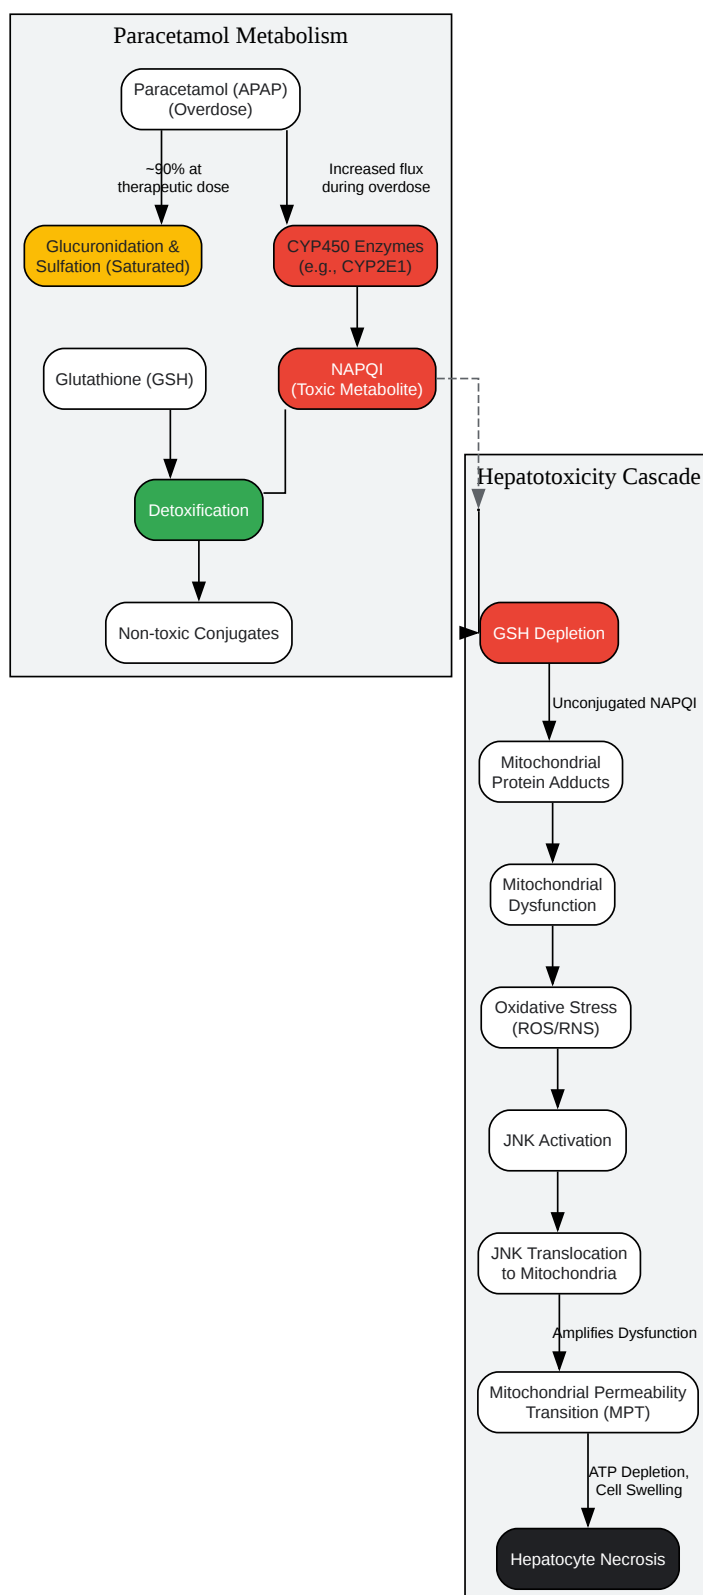 Paracetamol Metabolism
Paracetamol (APAP)
(Overdose)
~90% at
therapeutic dose
Increased flux
during overdose
Glucuronidation &
Sulfation (Saturated)
CYP450 Enzymes
(e.g., CYP2E1)
Glutathione (GSH)
NAPQI
(Toxic Metabolite)
Detoxification
Non-toxic Conjugates
Hepatotoxicity Cascade
GSH Depletion
Unconjugated NAPQI
Mitochondrial
Protein Adducts
Mitochondrial
Dysfunction
Oxidative Stress
(ROS/RNS)
JNK Activation
JNK Translocation
to Mitochondria
Amplifies Dysfunction
Mitochondrial Permeability
Transition (MPT)
ATP Depletion,
Cell Swelling
Hepatocyte Necrosis